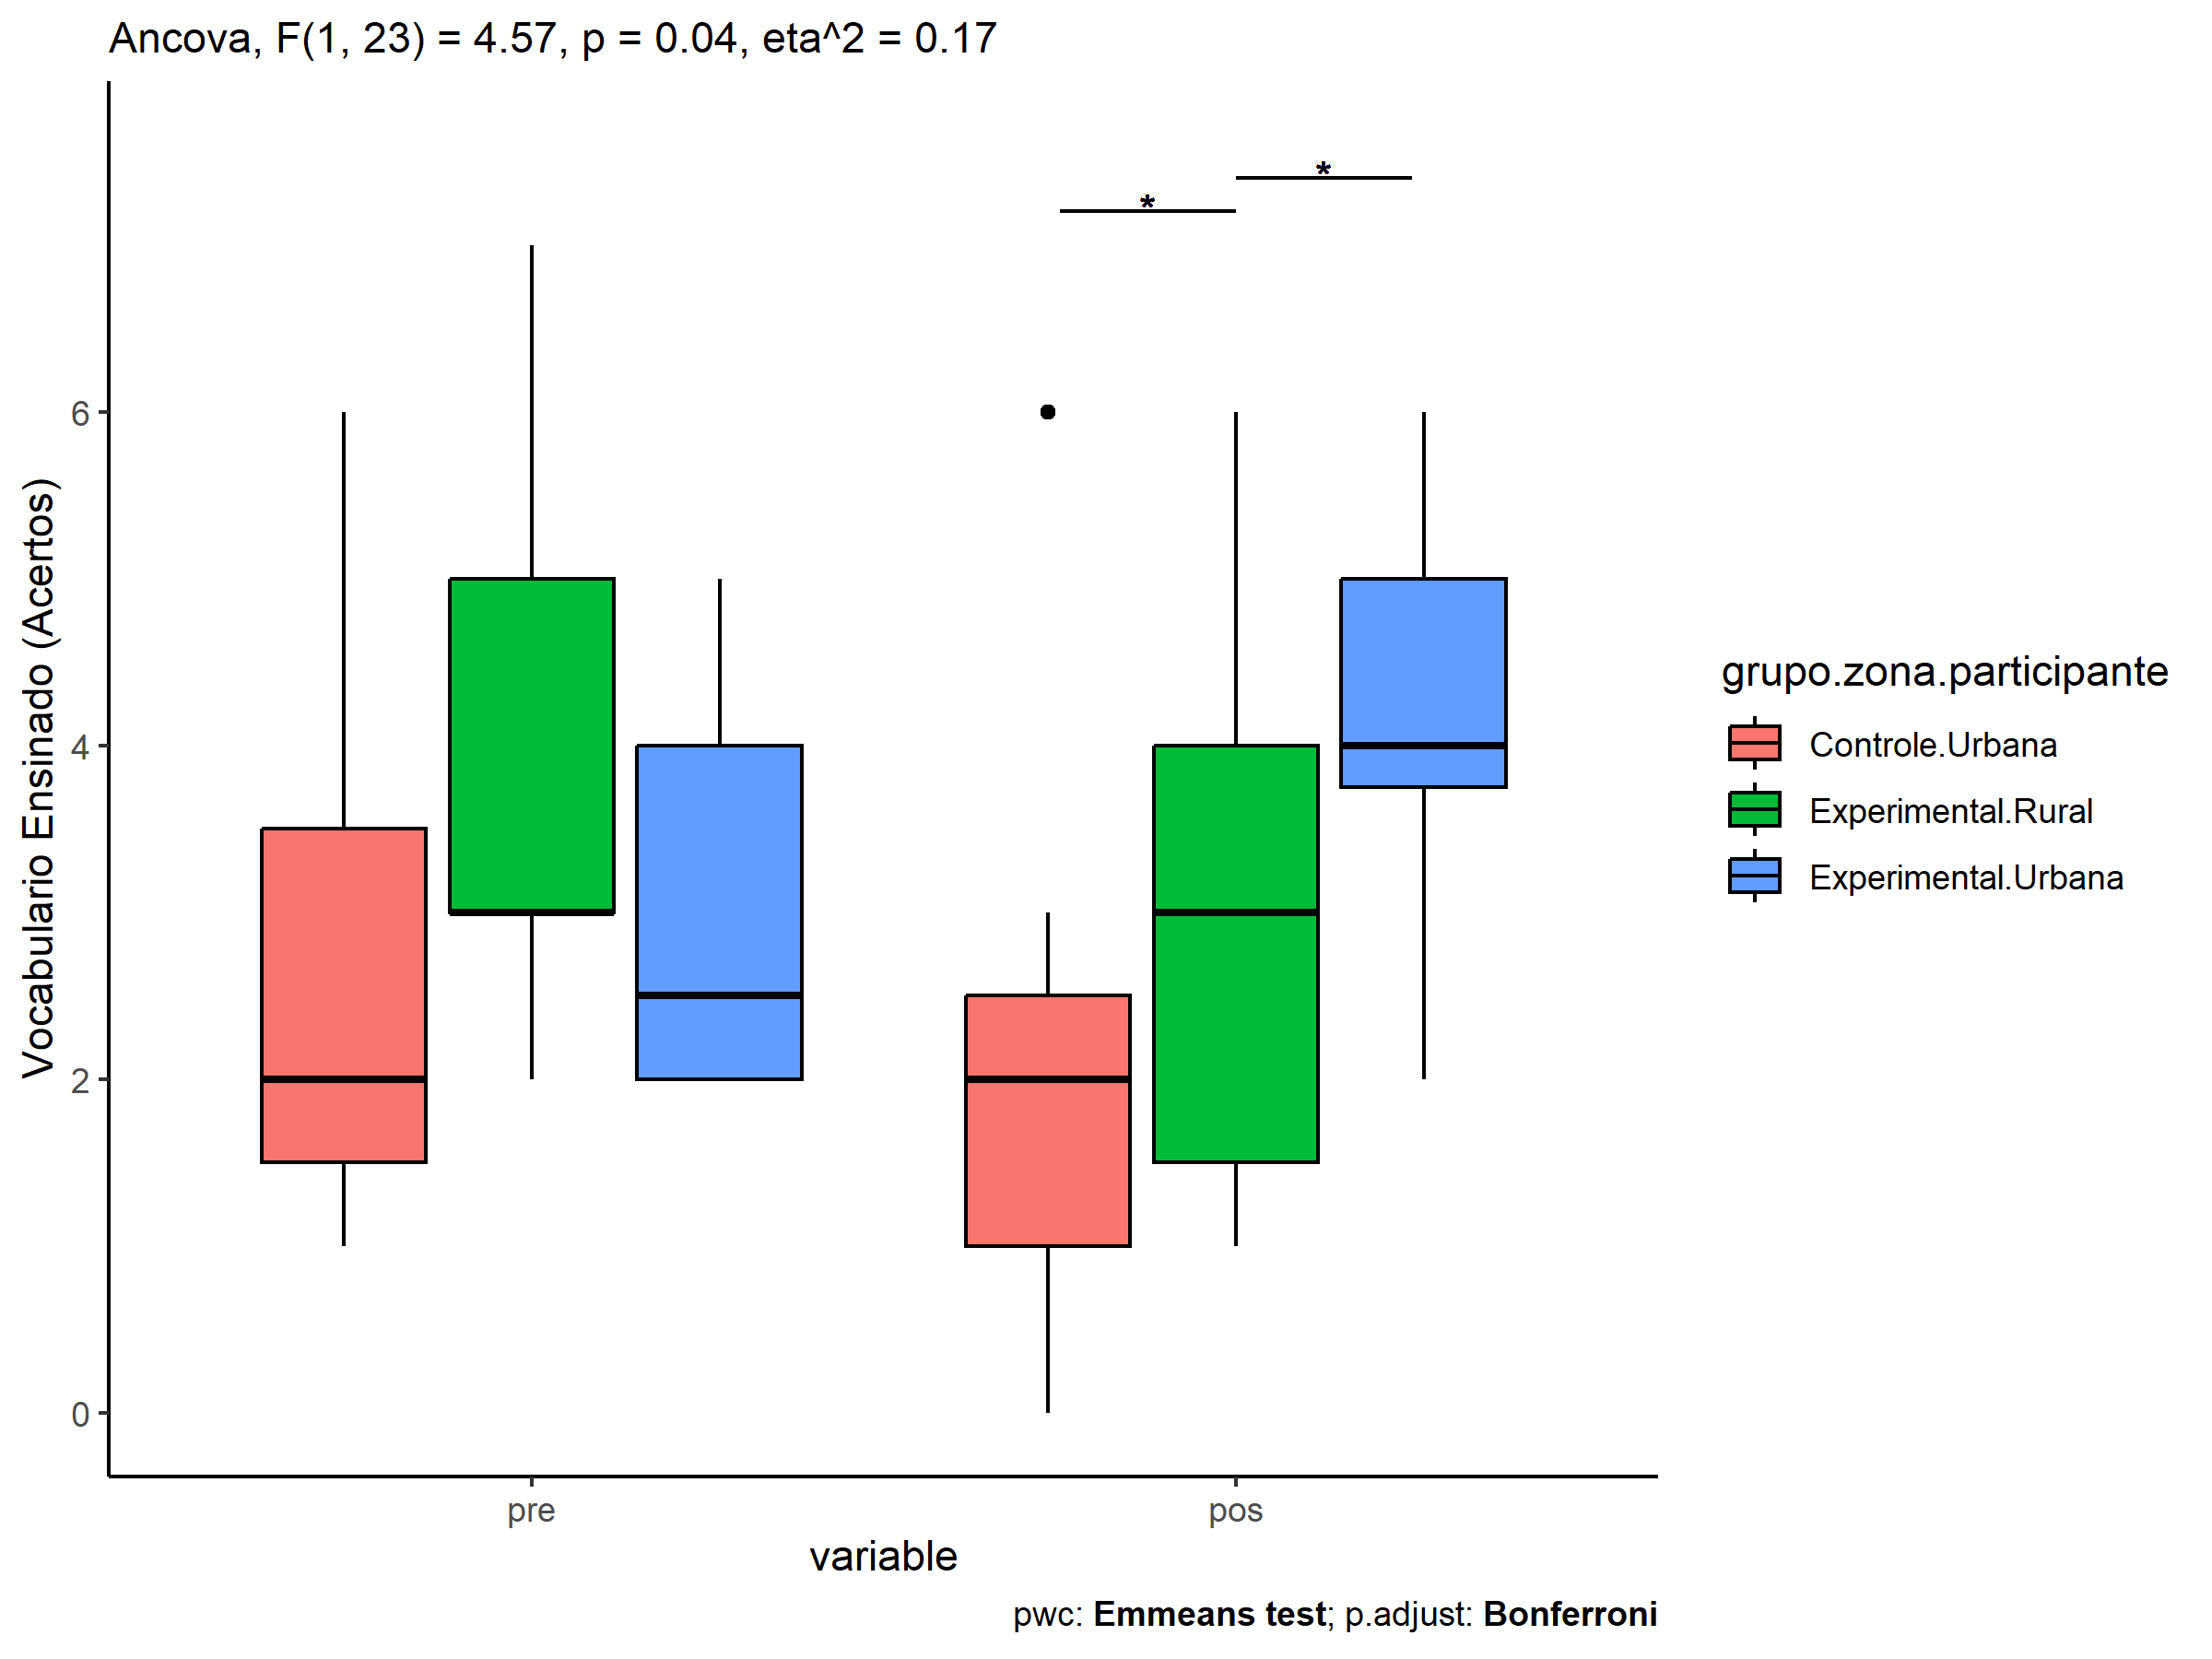 Ancova, F(1, 23) = 4.57, p = 0.04, eta^2 = 0.17
*
*
Vocabulario Ensinado (Acertos)
6
4
2
0
pre
pos
variable
grupo.zona.participante
Controle.Urbana
Experimental.Rural
Experimental.Urbana
pwc: Emmeans test; p.adjust: Bonferroni